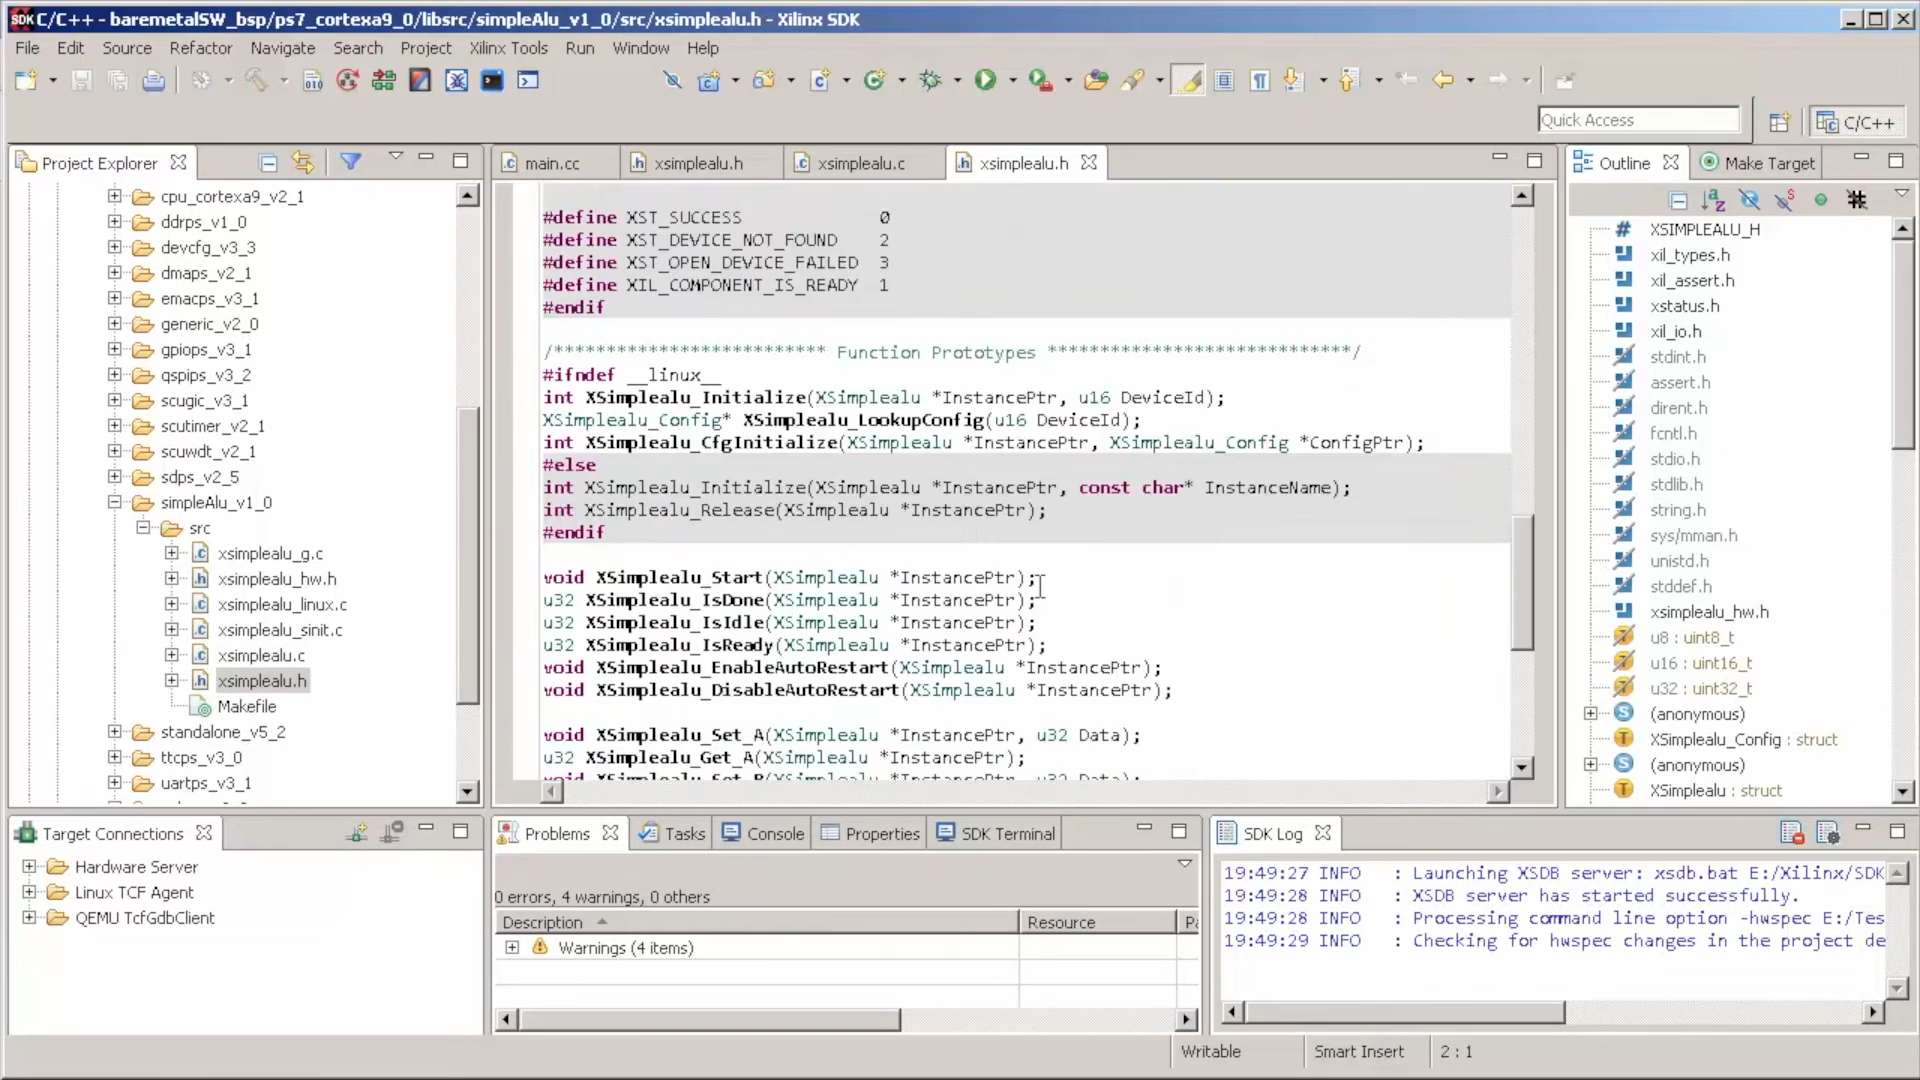 SDK C/C++ - baremetalSW_bsp/ps7_cortexa9_0/libsrc/simpleAlu_v1_0/src/xsimplealu.h - Xilinx SDK
File Edit Source Refactor Navigate Search Project Xilinx Tools Run Window Help
Quick Access
C/C++
Project Explorer
cpu_cortexa9_v2_1
ddrps_v1_0
devcfg_v3_3
dmaps_v2_1
emacps_v3_1
generic_v2_0
gpiops_v3_1
qspips_v3_2
scugic_v3_1
scutimer_v2_1
scuwdt_v2_1
sdps_v2_5
simpleAlu_v1_0
src
xsimplealu_g.c
xsimplealu_hw.h
xsimplealu_linux.c
xsimplealu_sinit.c
xsimplealu.c
xsimplealu.h
Makefile
standalone_v5_2
ttcps_v3_0
uartps_v3_1
main.cc xsimplealu.h xsimplealu.c xsimplealu.h
#define XST_SUCCESS 0
#define XST_DEVICE_NOT_FOUND 2
#define XST_OPEN_DEVICE_FAILED 3
#define XIL_COMPONENT_IS_READY 1
#endif
/************************** Function Prototypes *****************************/
#ifndef __linux__
int XSimplealu_Initialize(XSimplealu *InstancePtr, u16 DeviceId);
XSimplealu_Config* XSimplealu_LookupConfig(u16 DeviceId);
int XSimplealu_CfgInitialize(XSimplealu *InstancePtr, XSimplealu_Config *ConfigPtr);
#else
int XSimplealu_Initialize(XSimplealu *InstancePtr, const char* InstanceName);
int XSimplealu_Release(XSimplealu *InstancePtr);
#endif
void XSimplealu_Start(XSimplealu *InstancePtr);
u32 XSimplealu_IsDone(XSimplealu *InstancePtr);
u32 XSimplealu_IsIdle(XSimplealu *InstancePtr);
u32 XSimplealu_IsReady(XSimplealu *InstancePtr);
void XSimplealu_EnableAutoRestart(XSimplealu *InstancePtr);
void XSimplealu_DisableAutoRestart(XSimplealu *InstancePtr);
void XSimplealu_Set_A(XSimplealu *InstancePtr, u32 Data);
u32 XSimplealu_Get_A(XSimplealu *InstancePtr);
void XSimplealu_Set_B(XSimplealu *InstancePtr, u32 Data);
Outline Make Target
# XSIMPLEALU_H
xil_types.h
xil_assert.h
xstatus.h
xil_io.h
stdint.h
assert.h
dirent.h
fcntl.h
stdio.h
stdlib.h
string.h
sys/mman.h
unistd.h
stddef.h
xsimplealu_hw.h
u8 : uint8_t
u16 : uint16_t
u32 : uint32_t
(anonymous)
XSimplealu_Config : struct
(anonymous)
XSimplealu : struct
Target Connections
Hardware Server
Linux TCF Agent
QEMU TcfGdbClient
Problems Tasks Console Properties SDK Terminal
0 errors, 4 warnings, 0 others
Description Resource Pa
Warnings (4 items)
SDK Log
19:49:27 INFO : Launching XSDB server: xsdb.bat E:/Xilinx/SDK
19:49:28 INFO : XSDB server has started successfully.
19:49:28 INFO : Processing command line option -hwspec E:/Tes
19:49:29 INFO : Checking for hwspec changes in the project de
Writable Smart Insert 2 : 1